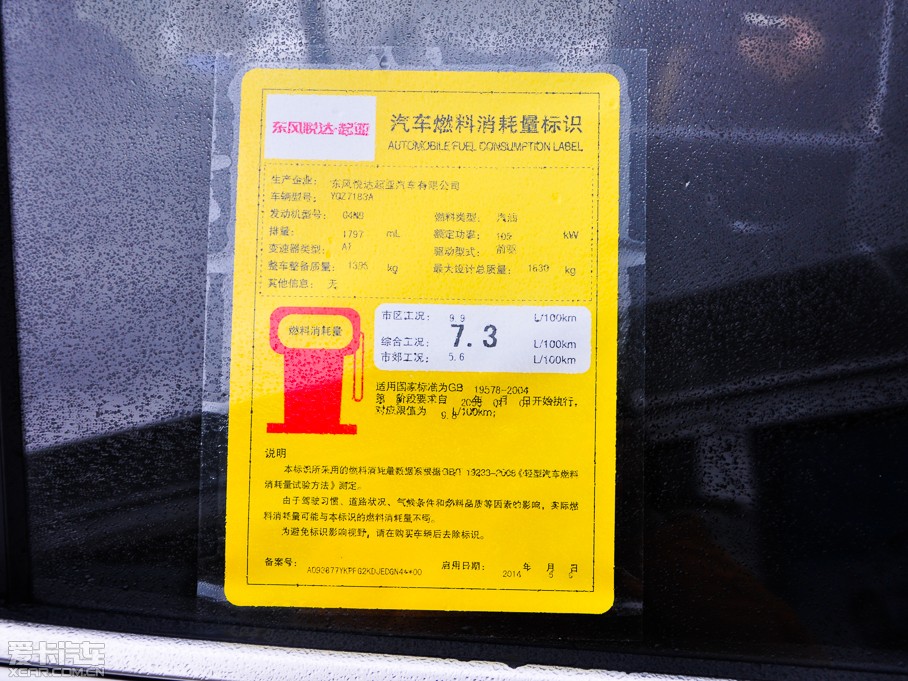 东风悦达·起亚
汽车燃料消耗量标识
AUTOMOBILE FUEL CONSUMPTION LABEL
生产企业: 东风悦达起亚汽车有限公司
车辆型号: YQZ7183A
发动机型号: G4NB 燃料类型: 汽油
排量: 1797 mL 额定功率: 105 kW
变速器类型: AT 驱动型式: 前驱
整车整备质量: kg 最大设计总质量: 1630 kg
其他信息: 无
燃料消耗量
市区工况: 9.9 L/100km
综合工况: 7.3 L/100km
市郊工况: 5.6 L/100km
适用国家标准为GB 19578-2004
第 阶段要求自 年 月 日开始执行,
对应限值为 L/100km;
说明
本标识所采用的燃料消耗量数据系根据GB/T 19233-2008《轻型汽车燃料
消耗量试验方法》测定。
由于驾驶习惯、道路状况、气候条件和燃料品质等因素的影响,实际燃
料消耗量可能与本标识的燃料消耗量不同。
为避免标识影响视野,请在购买车辆后去除标识。
备案号: 启用日期: 2014 年 5 月 日
爱卡汽车
XCAR.COM.CN